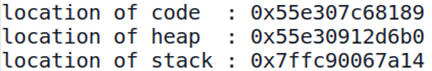 location of code  : 0x55e307c68189
location of heap  : 0x55e30912d6b0
location of stack : 0x7ffc90067a14